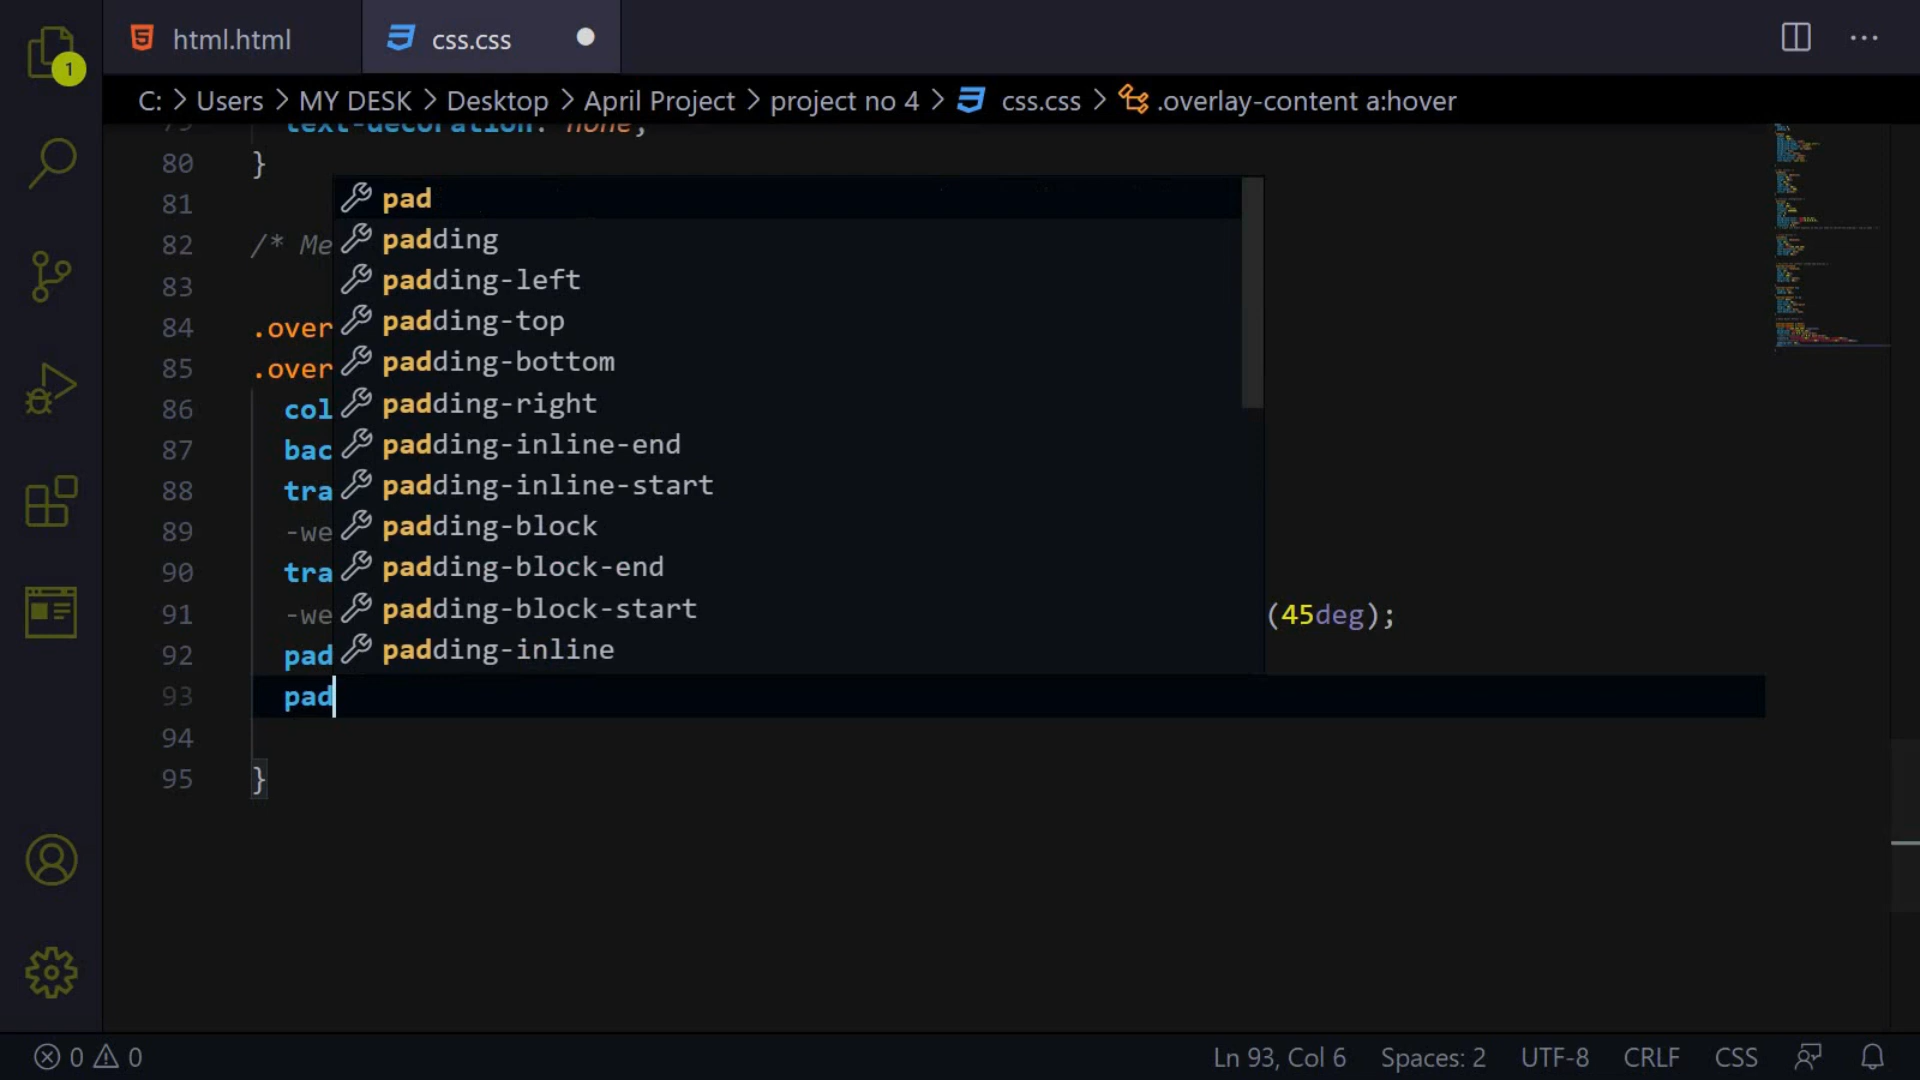 html.html
css.css
1
C: > Users > MY DESK > Desktop > April Project > project no 4 > css.css > .overlay-content a:hover
79 text-decoration: none;
80 }
81
82 /* Me
83
84 .over
85 .over
86 col
87 bac
88 tra
89 -we
90 tra
91 -we (45deg);
92 pad
93 pad
94
95 }
pad
padding
padding-left
padding-top
padding-bottom
padding-right
padding-inline-end
padding-inline-start
padding-block
padding-block-end
padding-block-start
padding-inline
0 0
Ln 93, Col 6 Spaces: 2 UTF-8 CRLF CSS